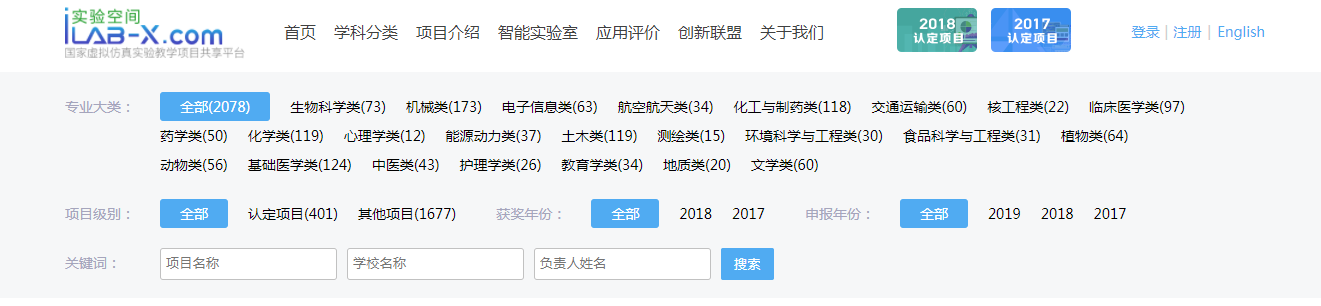 实验空间
iLAB-X.com
国家虚拟仿真实验教学项目共享平台
首页 学科分类 项目介绍 智能实验室 应用评价 创新联盟 关于我们
2018
认定项目
2017
认定项目
登录 | 注册 | English
专业大类： 全部(2078) 生物科学类(73) 机械类(173) 电子信息类(63) 航空航天类(34) 化工与制药类(118) 交通运输类(60) 核工程类(22) 临床医学类(97)
药学类(50) 化学类(119) 心理学类(12) 能源动力类(37) 土木类(119) 测绘类(15) 环境科学与工程类(30) 食品科学与工程类(31) 植物类(64)
动物类(56) 基础医学类(124) 中医类(43) 护理学类(26) 教育学类(34) 地质类(20) 文学类(60)
项目级别： 全部 认定项目(401) 其他项目(1677) 获奖年份： 全部 2018 2017 申报年份： 全部 2019 2018 2017
关键词： 项目名称 学校名称 负责人姓名 搜索